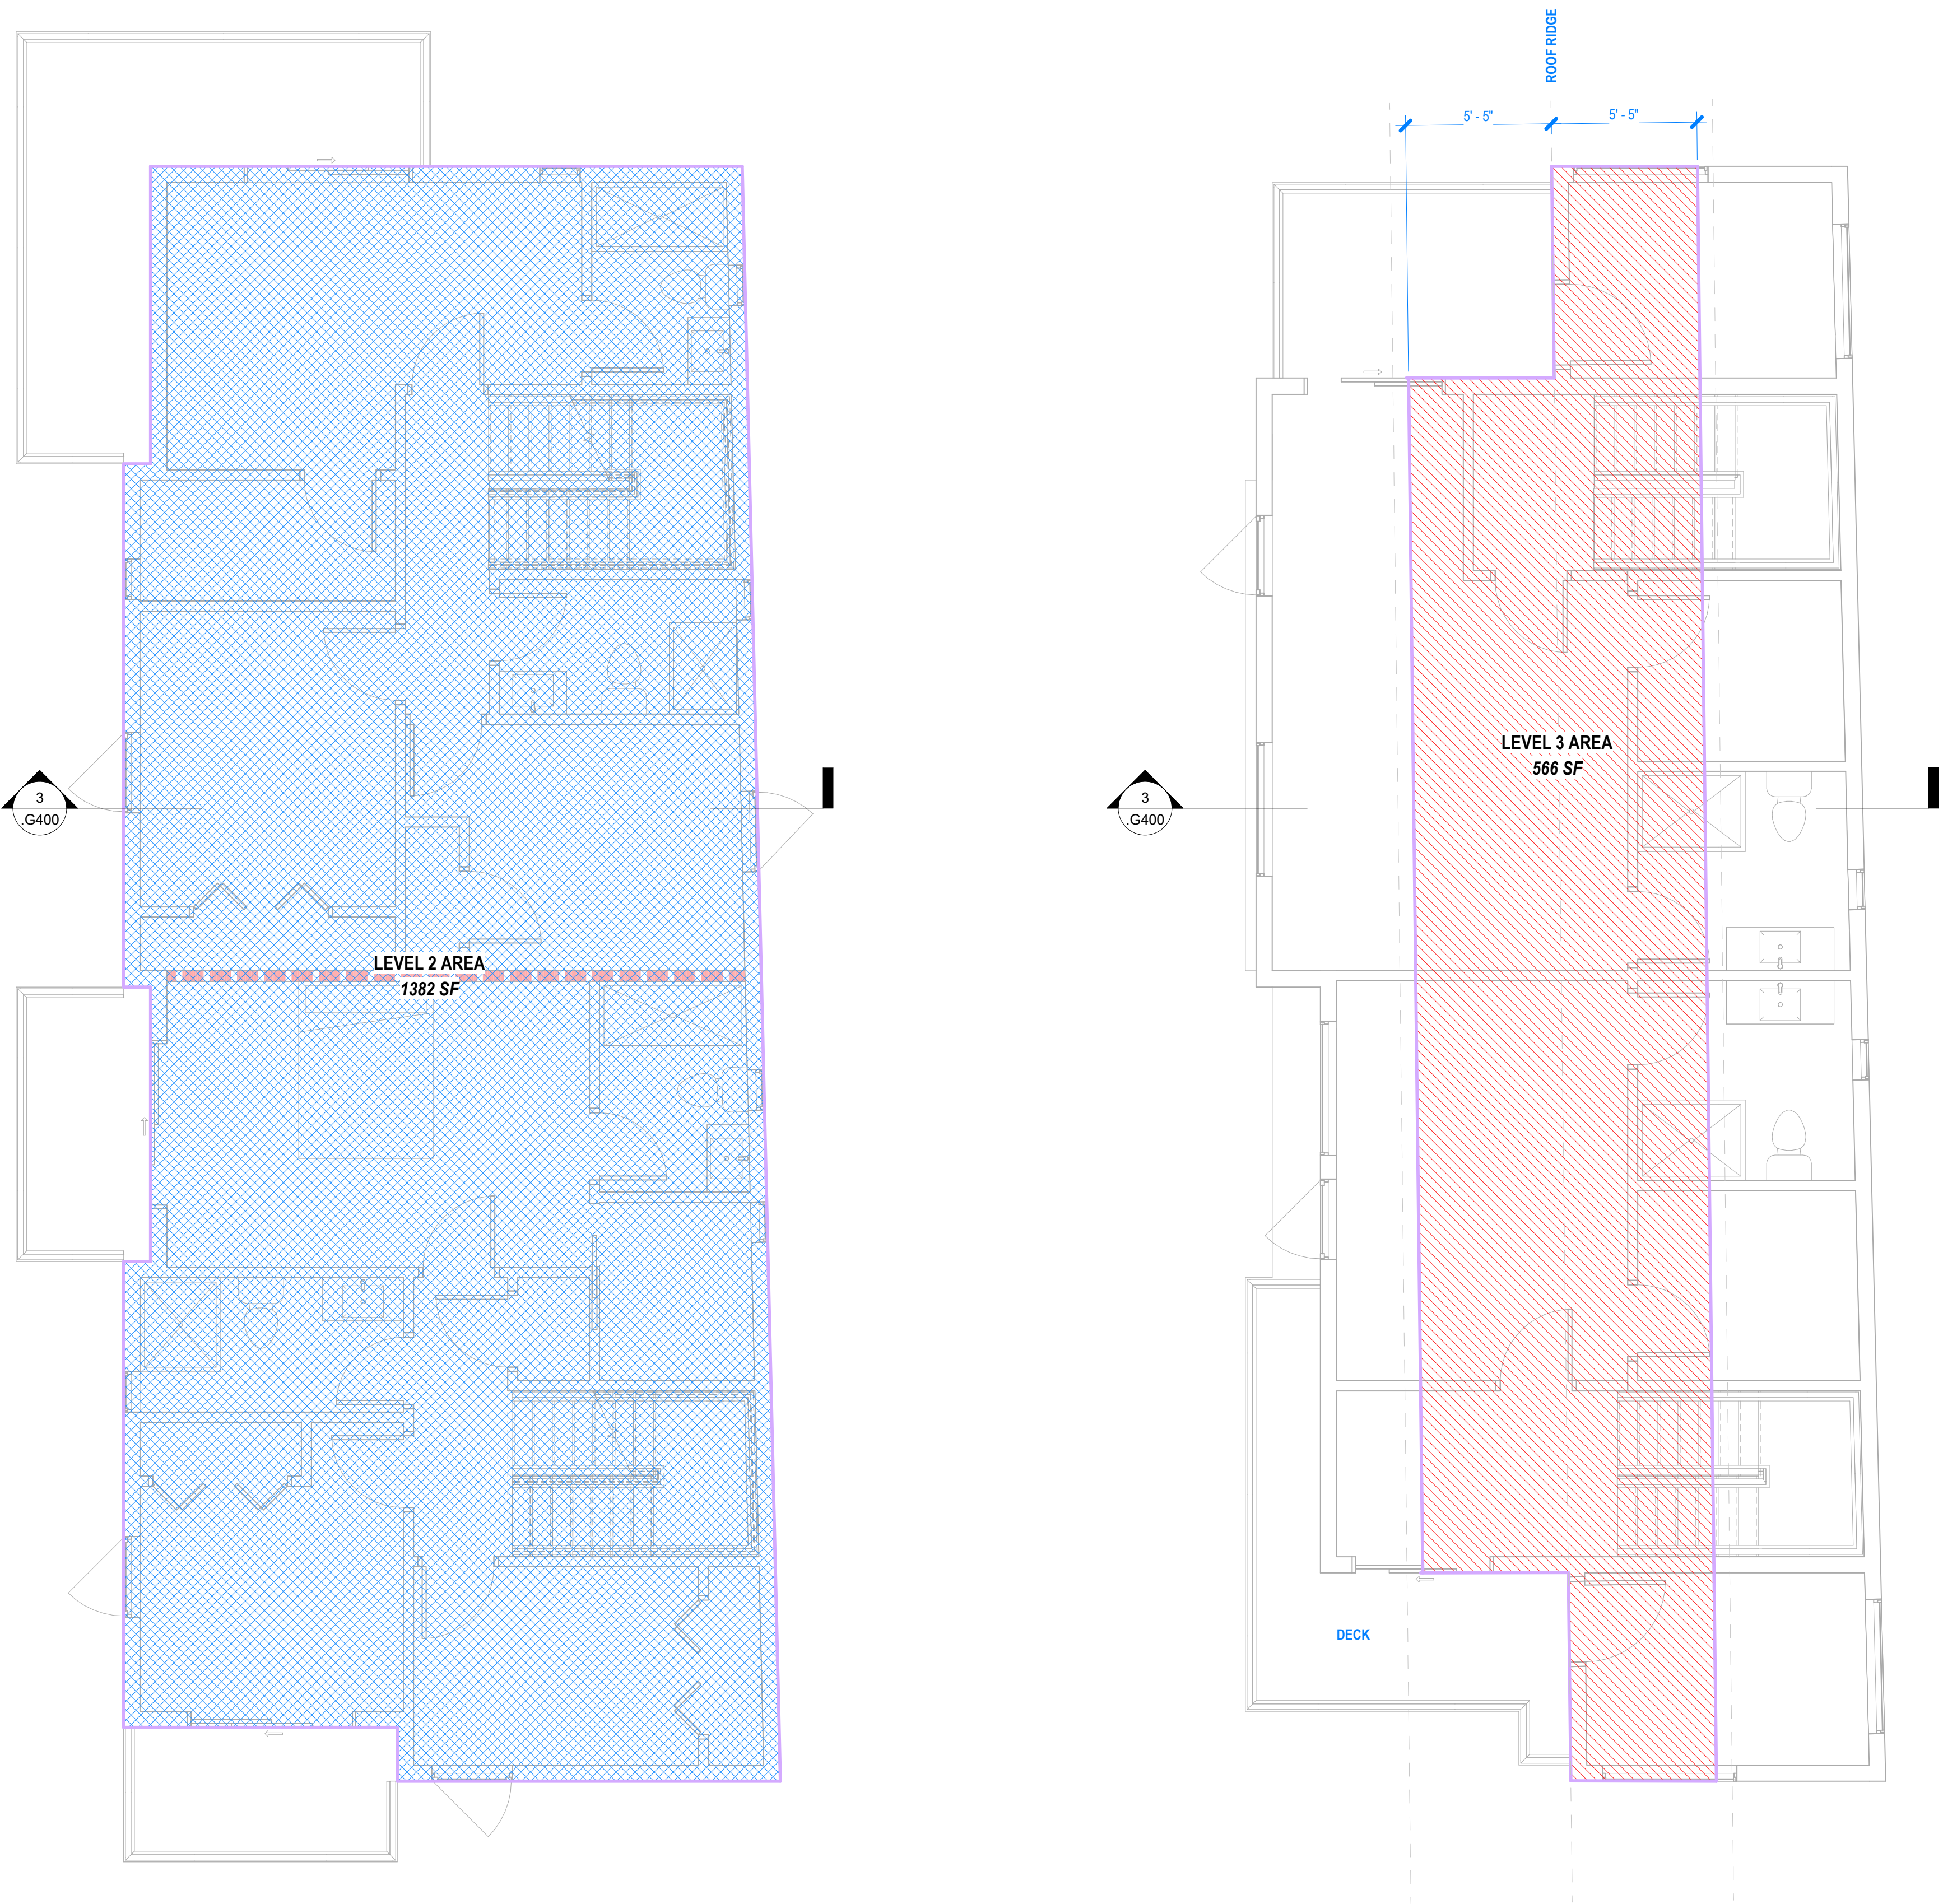 ROOF RIDGE
5' - 5"
5' - 5"
LEVEL 3 AREA
566 SF
3
.G400
3
.G400
LEVEL 2 AREA
1382 SF
DECK